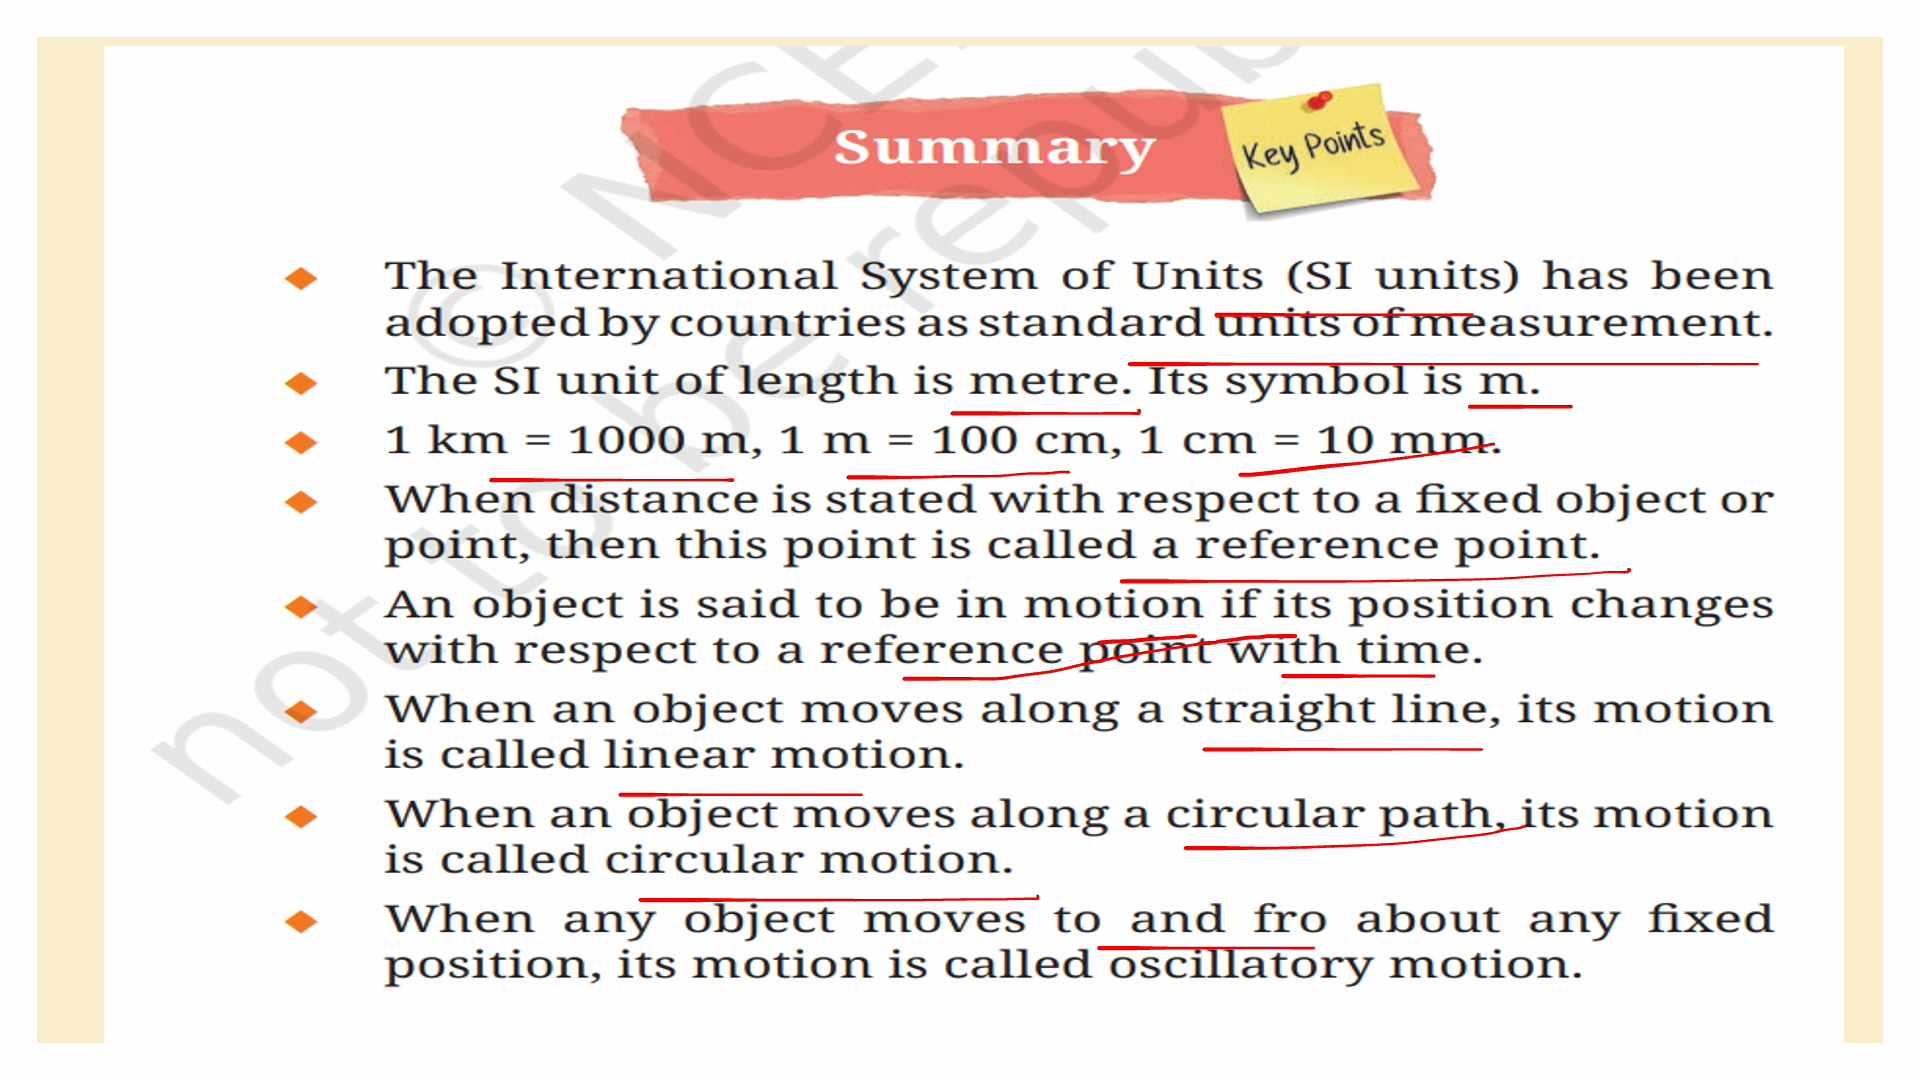 Summary
Key Points
The International System of Units (SI units) has been
adopted by countries as standard units of measurement.
The SI unit of length is metre. Its symbol is m.
1 km = 1000 m, 1 m = 100 cm, 1 cm = 10 mm.
When distance is stated with respect to a fixed object or
point, then this point is called a reference point.
An object is said to be in motion if its position changes
with respect to a reference point with time.
When an object moves along a straight line, its motion
is called linear motion.
When an object moves along a circular path, its motion
is called circular motion.
When any object moves to and fro about any fixed
position, its motion is called oscillatory motion.
© NCE
not to be repub